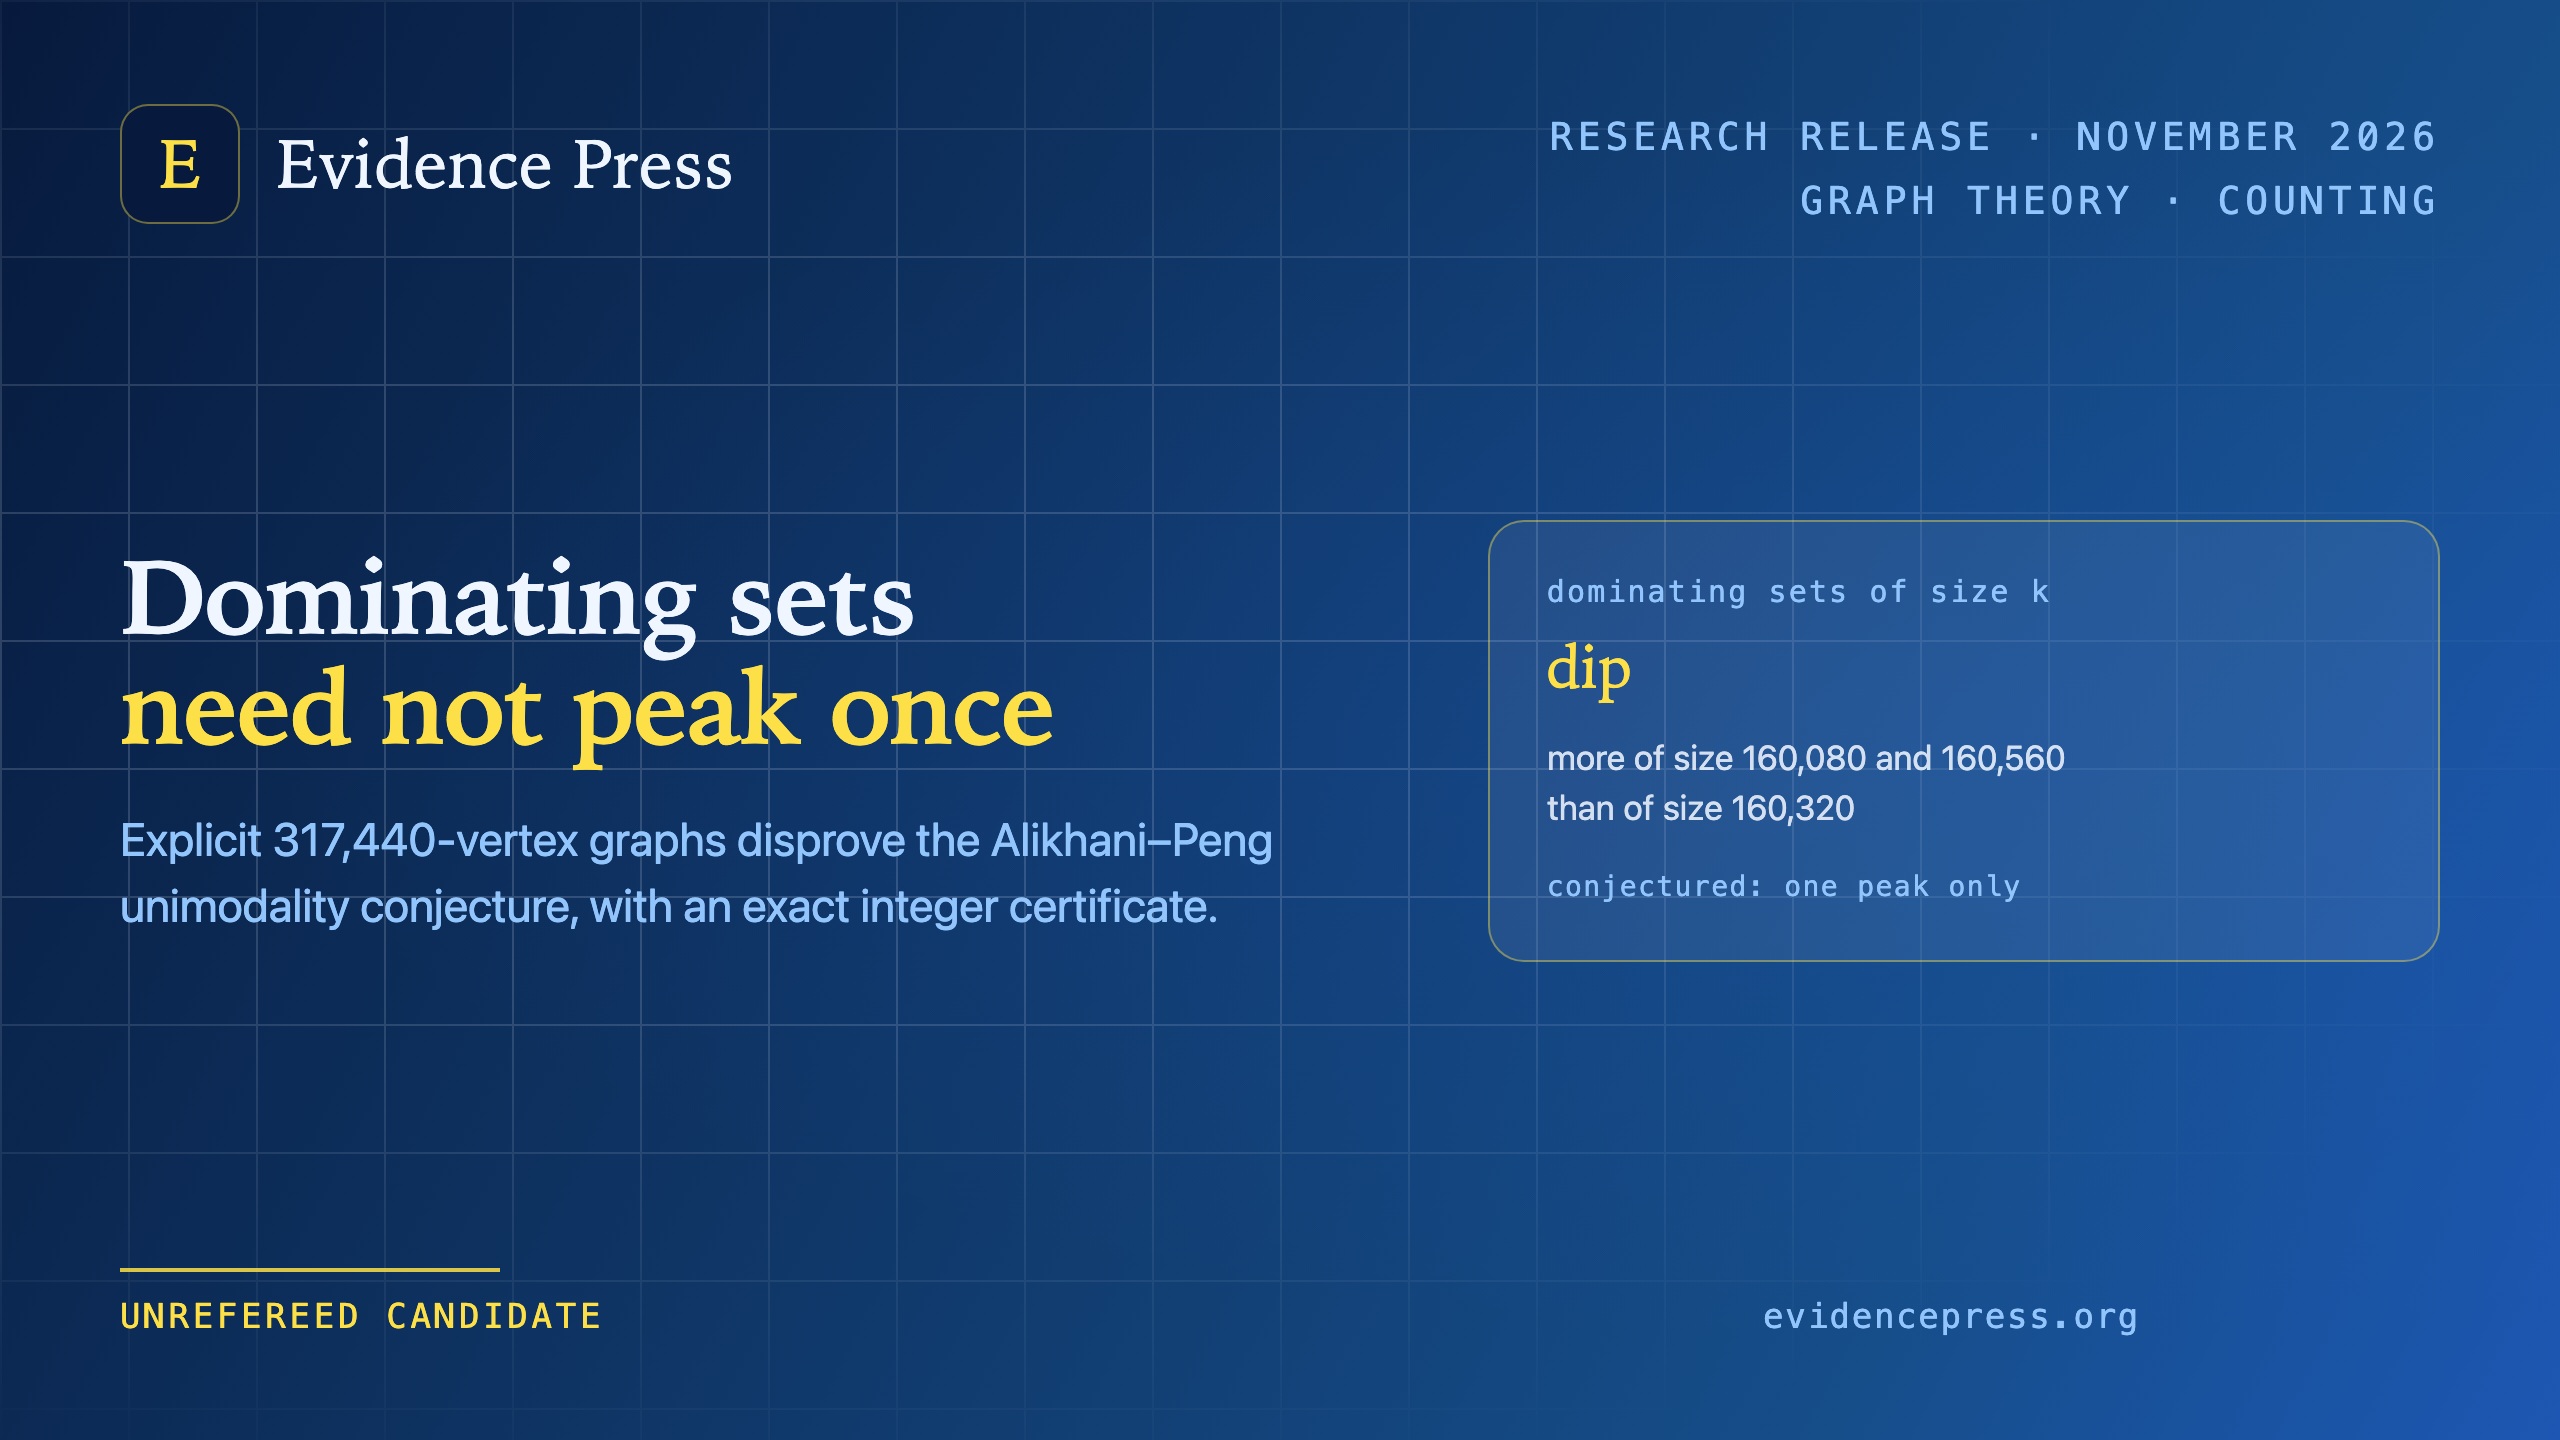 E
Evidence Press
RESEARCH RELEASE · NOVEMBER 2026
GRAPH THEORY · COUNTING
Dominating sets
need not peak once
Explicit 317,440-vertex graphs disprove the Alikhani–Peng
unimodality conjecture, with an exact integer certificate.
dominating sets of size k
dip
more of size 160,080 and 160,560
than of size 160,320
conjectured: one peak only
UNREFEREED CANDIDATE
evidencepress.org